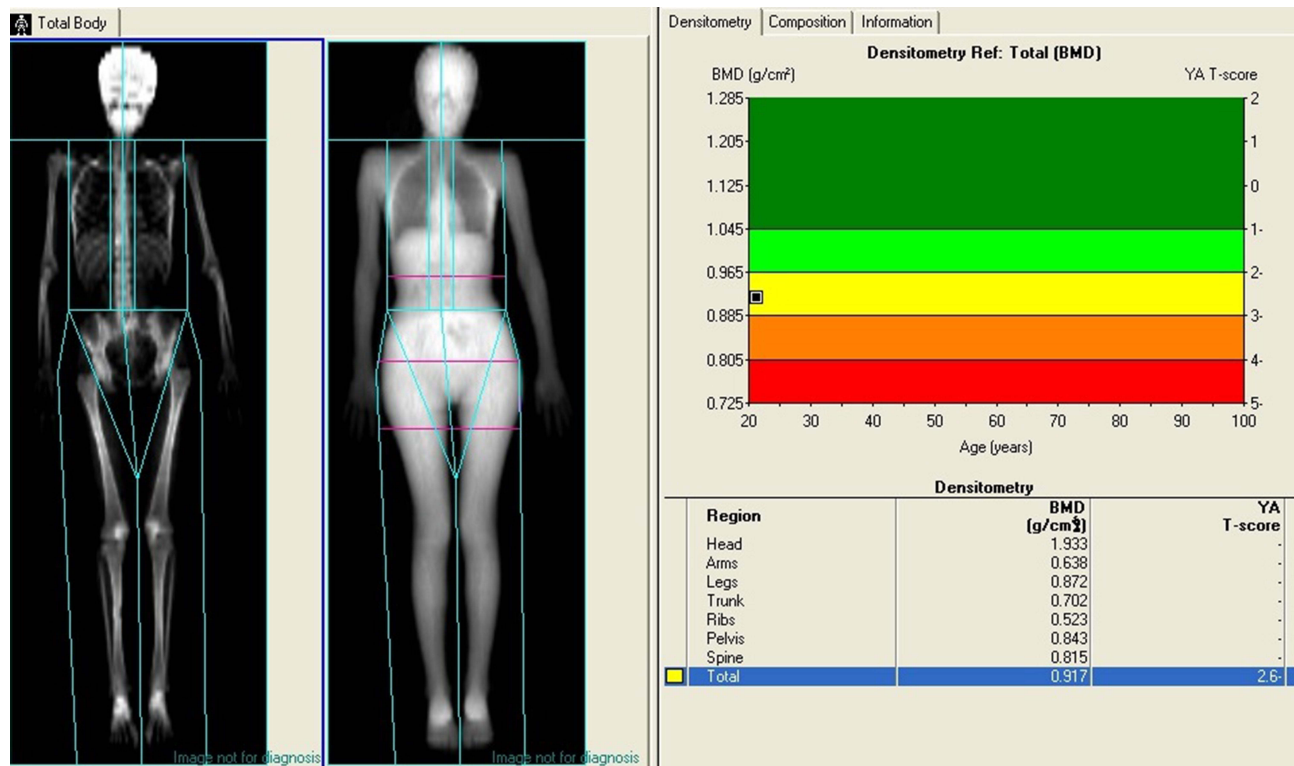 Total Body
Image not for diagnosis
Image not for diagnosis
Densitometry Composition Information
Densitometry Ref: Total (BMD)
BMD (g/cm²) YA T-score
1.285 2
1.205 1
1.125 0
1.045 1-
0.965 2-
0.885 3-
0.805 4-
0.725 5-
20 30 40 50 60 70 80 90 100
Age (years)
Densitometry
Region BMD (g/cm²) YA T-score
Head 1.933 -
Arms 0.638 -
Legs 0.872 -
Trunk 0.702 -
Ribs 0.523 -
Pelvis 0.843 -
Spine 0.815 -
Total 0.917 2.6-